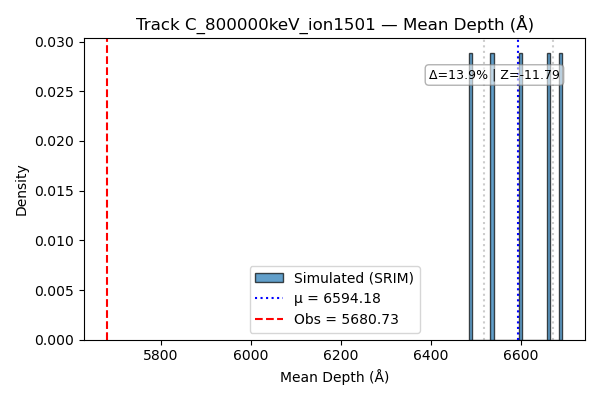 Track C_800000keV_ion1501 — Mean Depth (Å)
0.030
0.025
0.020
0.015
0.010
0.005
0.000
Density
Δ=13.9% | Z=-11.79
Simulated (SRIM)
μ = 6594.18
Obs = 5680.73
5800 6000 6200 6400 6600
Mean Depth (Å)